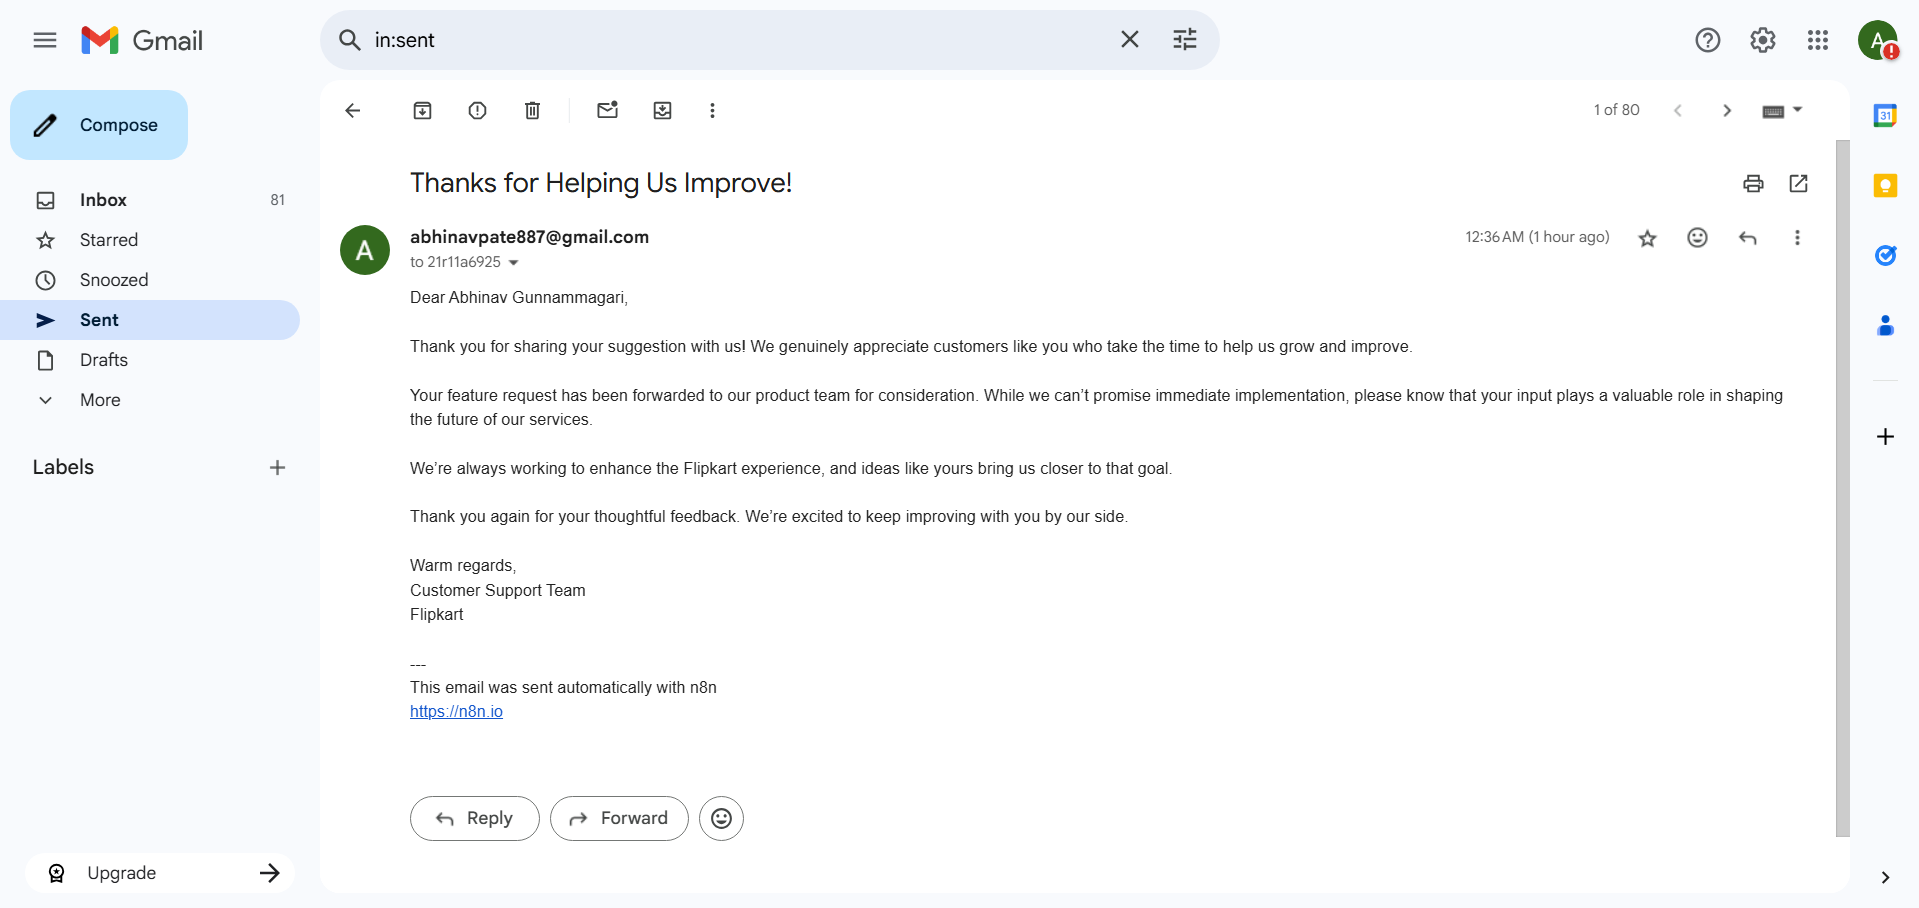 Gmail
in:sent
A
Compose
1 of 80
31
Thanks for Helping Us Improve!
Inbox 81
Starred
Snoozed
Sent
Drafts
More
Labels
Upgrade
A
abhinavpate887@gmail.com
12:36 AM (1 hour ago)
to 21r11a6925
Dear Abhinav Gunnammagari,
Thank you for sharing your suggestion with us! We genuinely appreciate customers like you who take the time to help us grow and improve.
Your feature request has been forwarded to our product team for consideration. While we can’t promise immediate implementation, please know that your input plays a valuable role in shaping
the future of our services.
We’re always working to enhance the Flipkart experience, and ideas like yours bring us closer to that goal.
Thank you again for your thoughtful feedback. We’re excited to keep improving with you by our side.
Warm regards,
Customer Support Team
Flipkart
---
This email was sent automatically with n8n
https://n8n.io
Reply
Forward